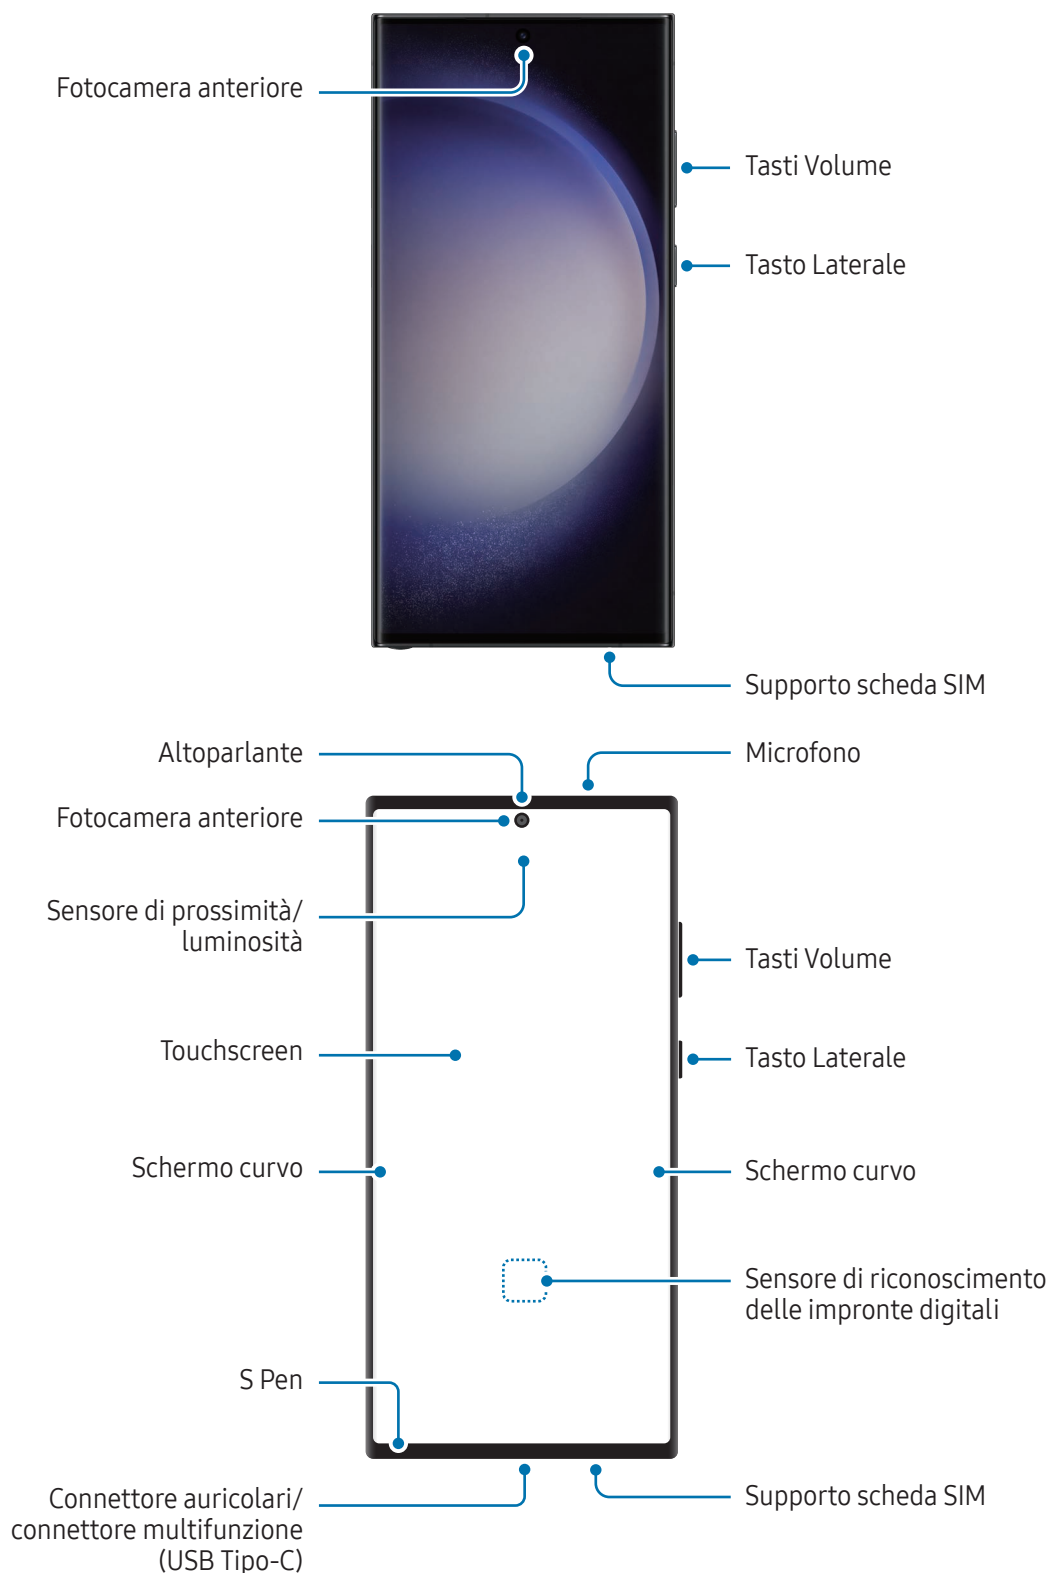 Fotocamera anteriore
Tasti Volume
Tasto Laterale
Supporto scheda SIM
Altoparlante
Microfono
Fotocamera anteriore
Sensore di prossimità/
luminosità
Tasti Volume
Touchscreen
Tasto Laterale
Schermo curvo
Schermo curvo
Sensore di riconoscimento
delle impronte digitali
S Pen
Connettore auricolari/
connettore multifunzione
(USB Tipo-C)
Supporto scheda SIM